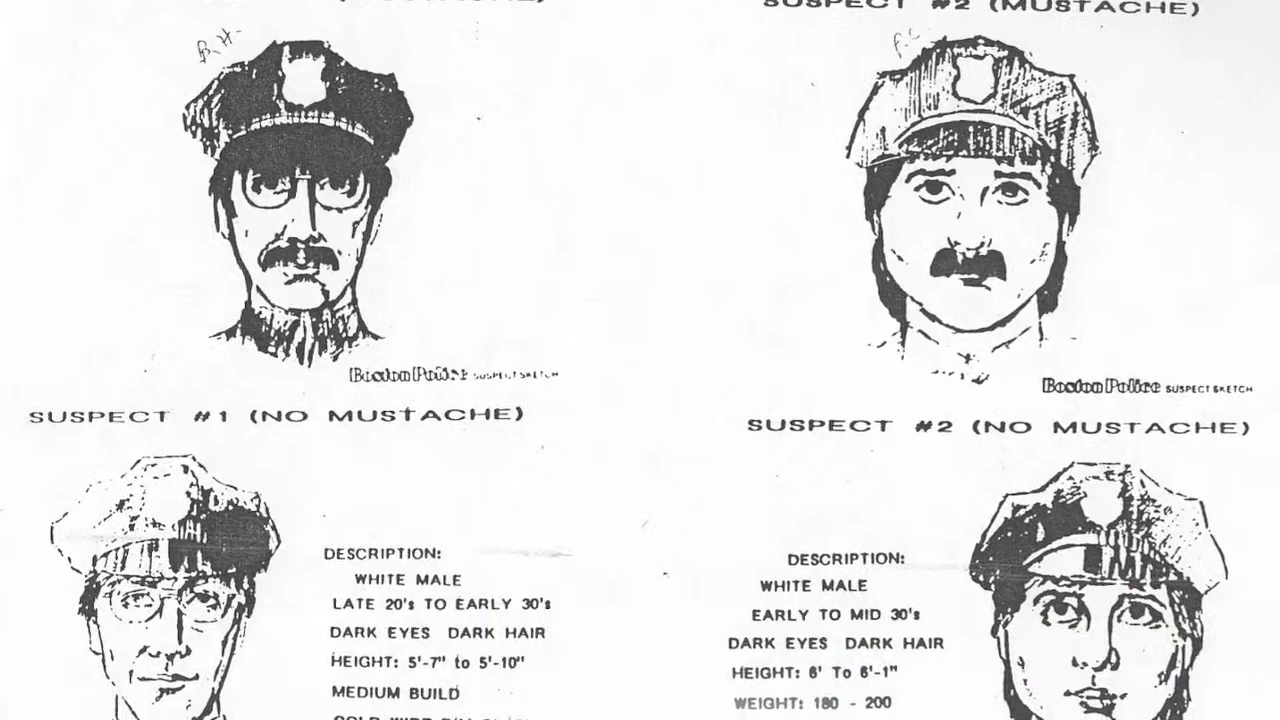 SUSPECT #2 (MUSTACHE)
Boston Police SUSPECT SKETCH
Boston Police SUSPECT SKETCH
SUSPECT #1 (NO MUSTACHE)
SUSPECT #2 (NO MUSTACHE)
DESCRIPTION:
WHITE MALE
LATE 20's TO EARLY 30's
DARK EYES DARK HAIR
HEIGHT: 5'-7" to 5'-10"
MEDIUM BUILD
DESCRIPTION:
WHITE MALE
EARLY TO MID 30's
DARK EYES DARK HAIR
HEIGHT: 6' To 6'-1"
WEIGHT: 180 - 200